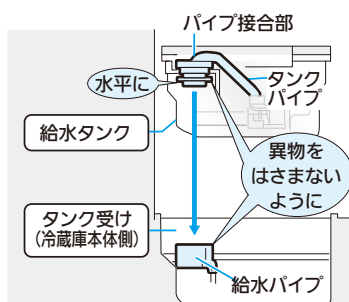 パイプ接合部
水平に
タンク
パイプ
給水タンク
異物を
はさまない
ように
タンク受け
(冷蔵庫本体側)
給水パイプ